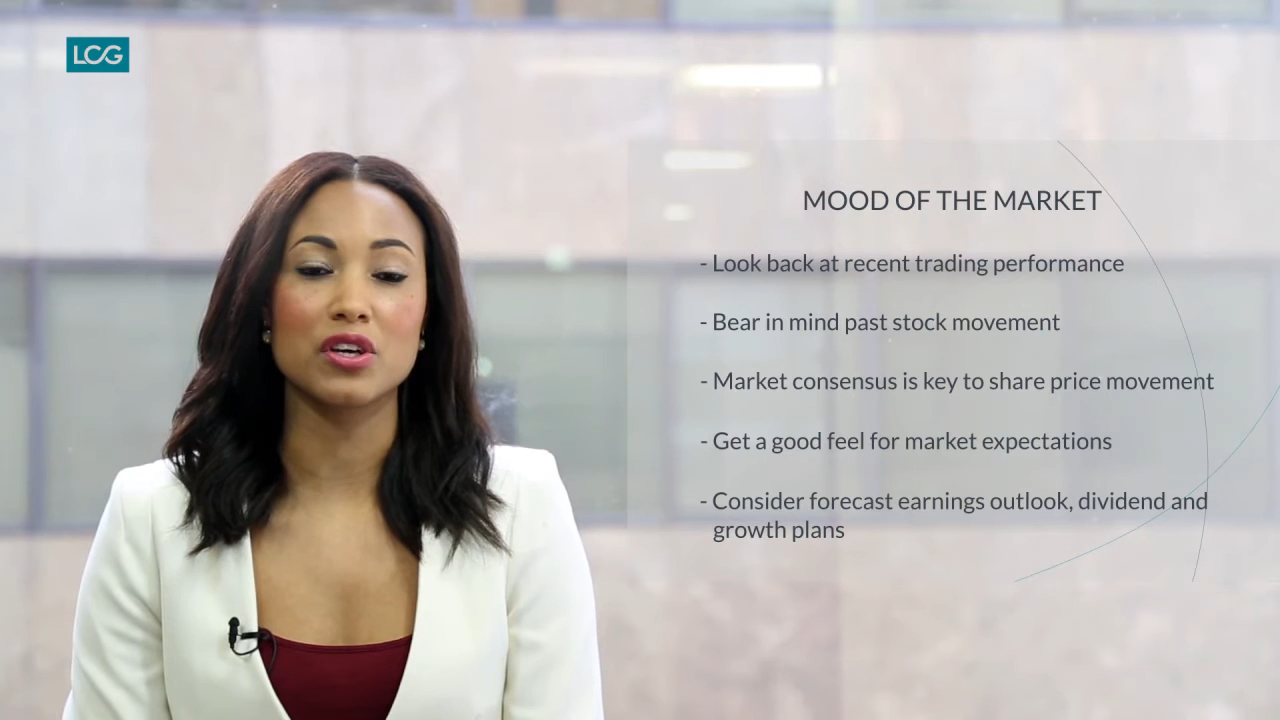 LCG
MOOD OF THE MARKET
- Look back at recent trading performance
- Bear in mind past stock movement
- Market consensus is key to share price movement
- Get a good feel for market expectations
- Consider forecast earnings outlook, dividend and
growth plans